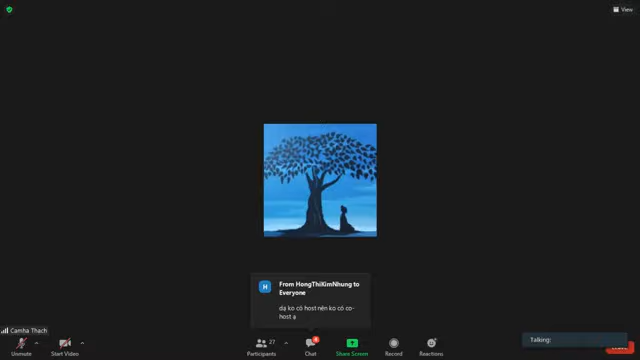 View
H
From HongThiKimNhung to
Everyone
dạ ko có host nên ko có co-
host ạ
Camha Thach
27
8
Talking:
Unmute
Start Video
Participants
Chat
Share Screen
Record
Reactions